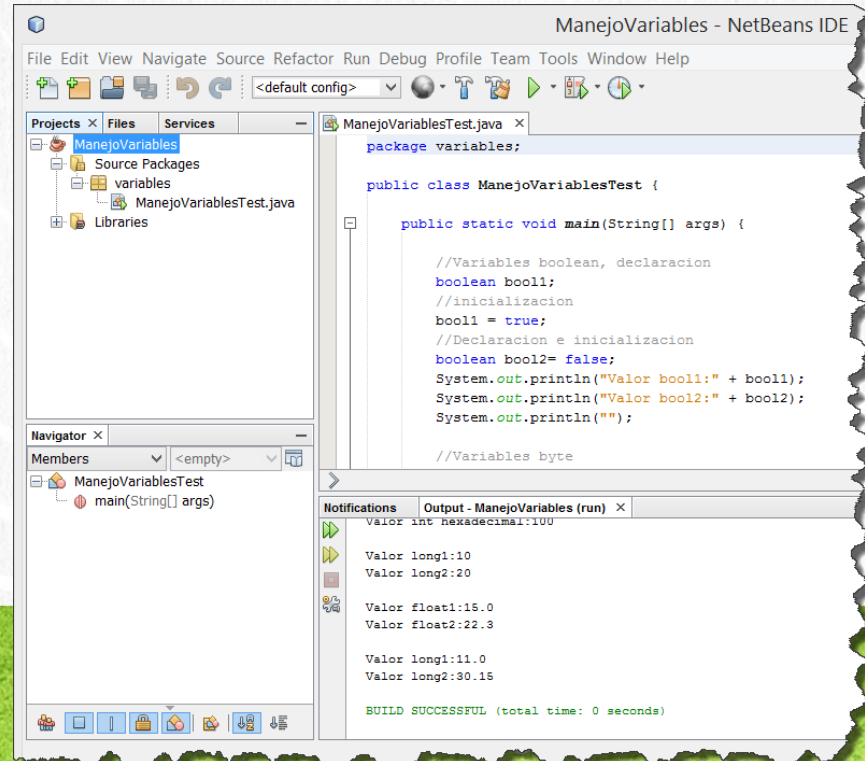 ManejoVariables - NetBeans IDE
File Edit View Navigate Source Refactor Run Debug Profile Team Tools Window Help
<default config>
Projects Files Services
ManejoVariables
Source Packages
variables
ManejoVariablesTest.java
Libraries
Navigator
Members <empty>
ManejoVariablesTest
main(String[] args)
ManejoVariablesTest.java
package variables;
public class ManejoVariablesTest {
public static void main(String[] args) {
//Variables boolean, declaracion
boolean bool1;
//inicializacion
bool1 = true;
//Declaracion e inicializacion
boolean bool2= false;
System.out.println("Valor bool1:" + bool1);
System.out.println("Valor bool2:" + bool2);
System.out.println("");
//Variables byte
Notifications Output - ManejoVariables (run)
Valor int hexadecimal:100
Valor long1:10
Valor long2:20
Valor float1:15.0
Valor float2:22.3
Valor long1:11.0
Valor long2:30.15
BUILD SUCCESSFUL (total time: 0 seconds)